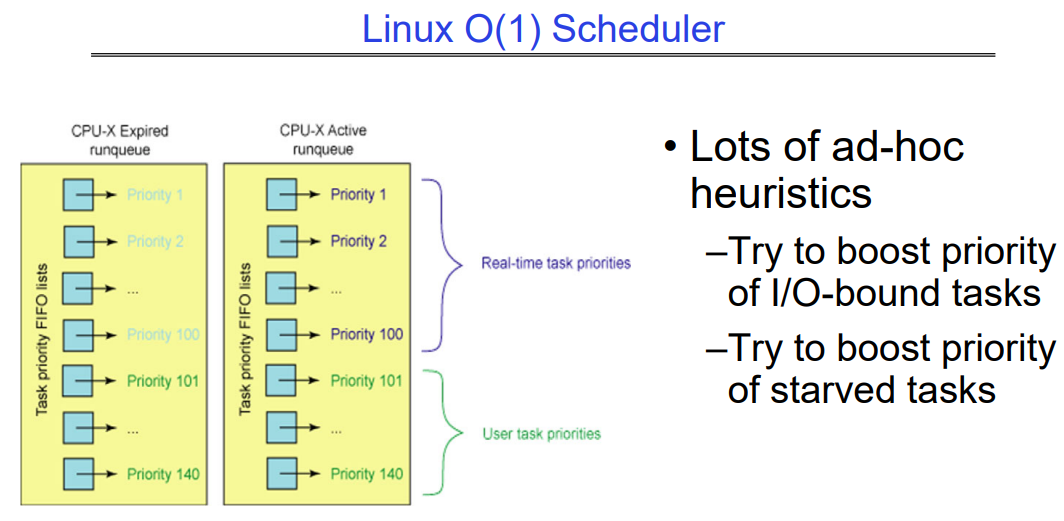 Linux O(1) Scheduler
CPU-X Expired
runqueue
Task priority FIFO lists
Priority 1
Priority 2
...
Priority 100
Priority 101
...
Priority 140
CPU-X Active
runqueue
Task priority FIFO lists
Priority 1
Priority 2
...
Priority 100
Priority 101
...
Priority 140
Real-time task priorities
User task priorities
• Lots of ad-hoc
heuristics
–Try to boost priority
of I/O-bound tasks
–Try to boost priority
of starved tasks